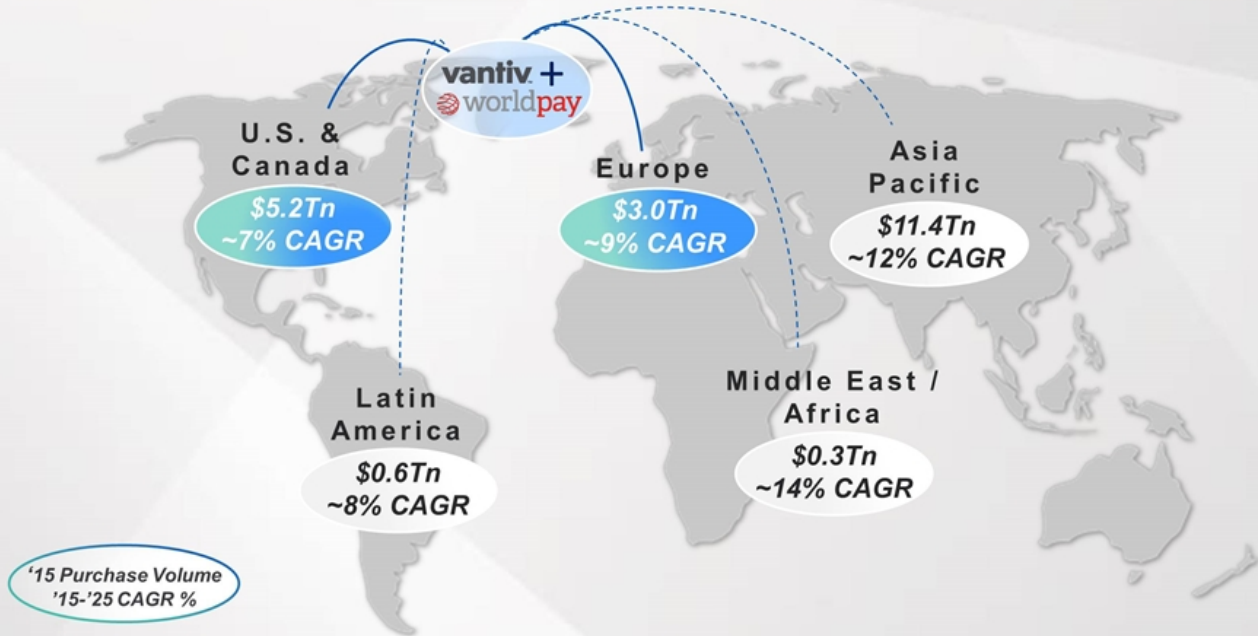 vantiv +
worldpay
U.S. &
Canada
$5.2Tn
~7% CAGR
Europe
$3.0Tn
~9% CAGR
Asia
Pacific
$11.4Tn
~12% CAGR
Latin
America
$0.6Tn
~8% CAGR
Middle East /
Africa
$0.3Tn
~14% CAGR
‘15 Purchase Volume
’15-’25 CAGR %